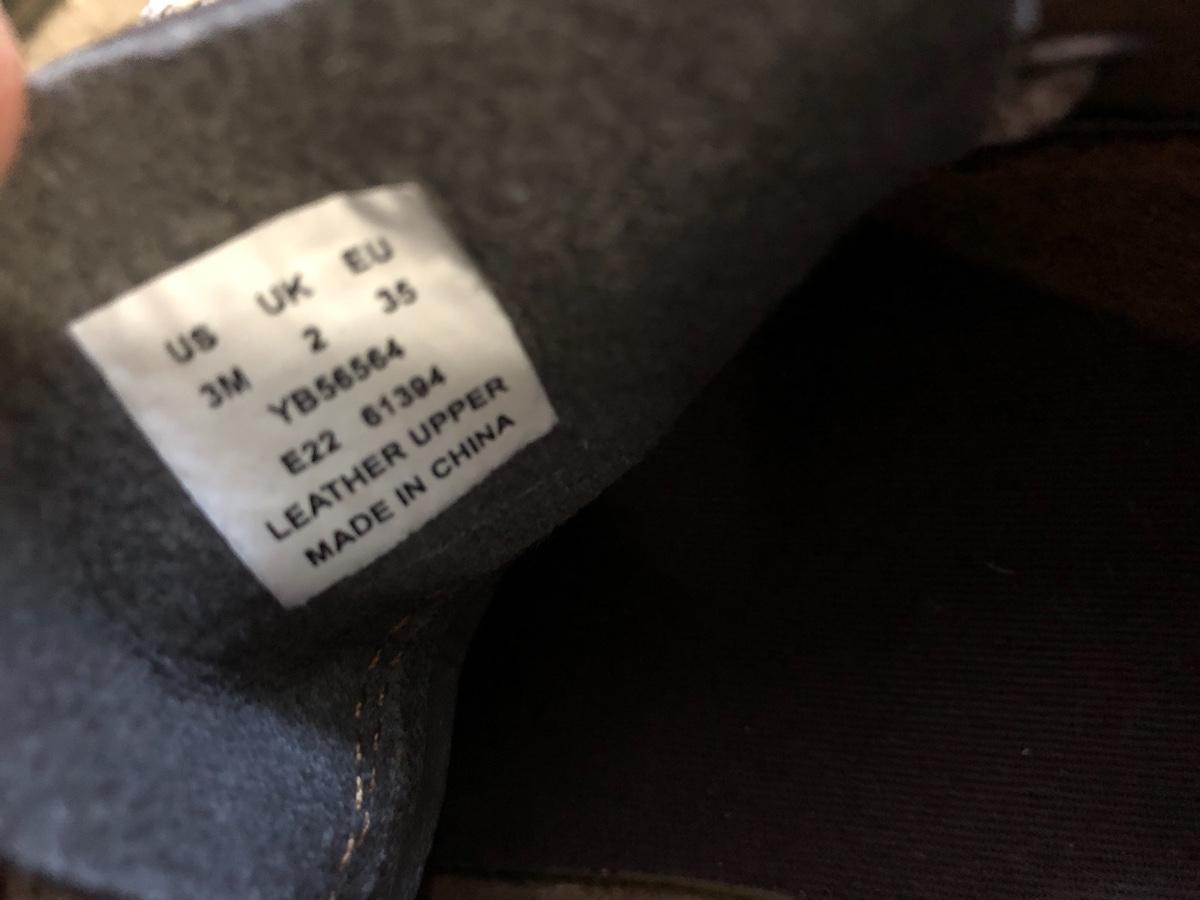 US UK EU
3M 2 35
YB56564
E22 61394
LEATHER UPPER
MADE IN CHINA